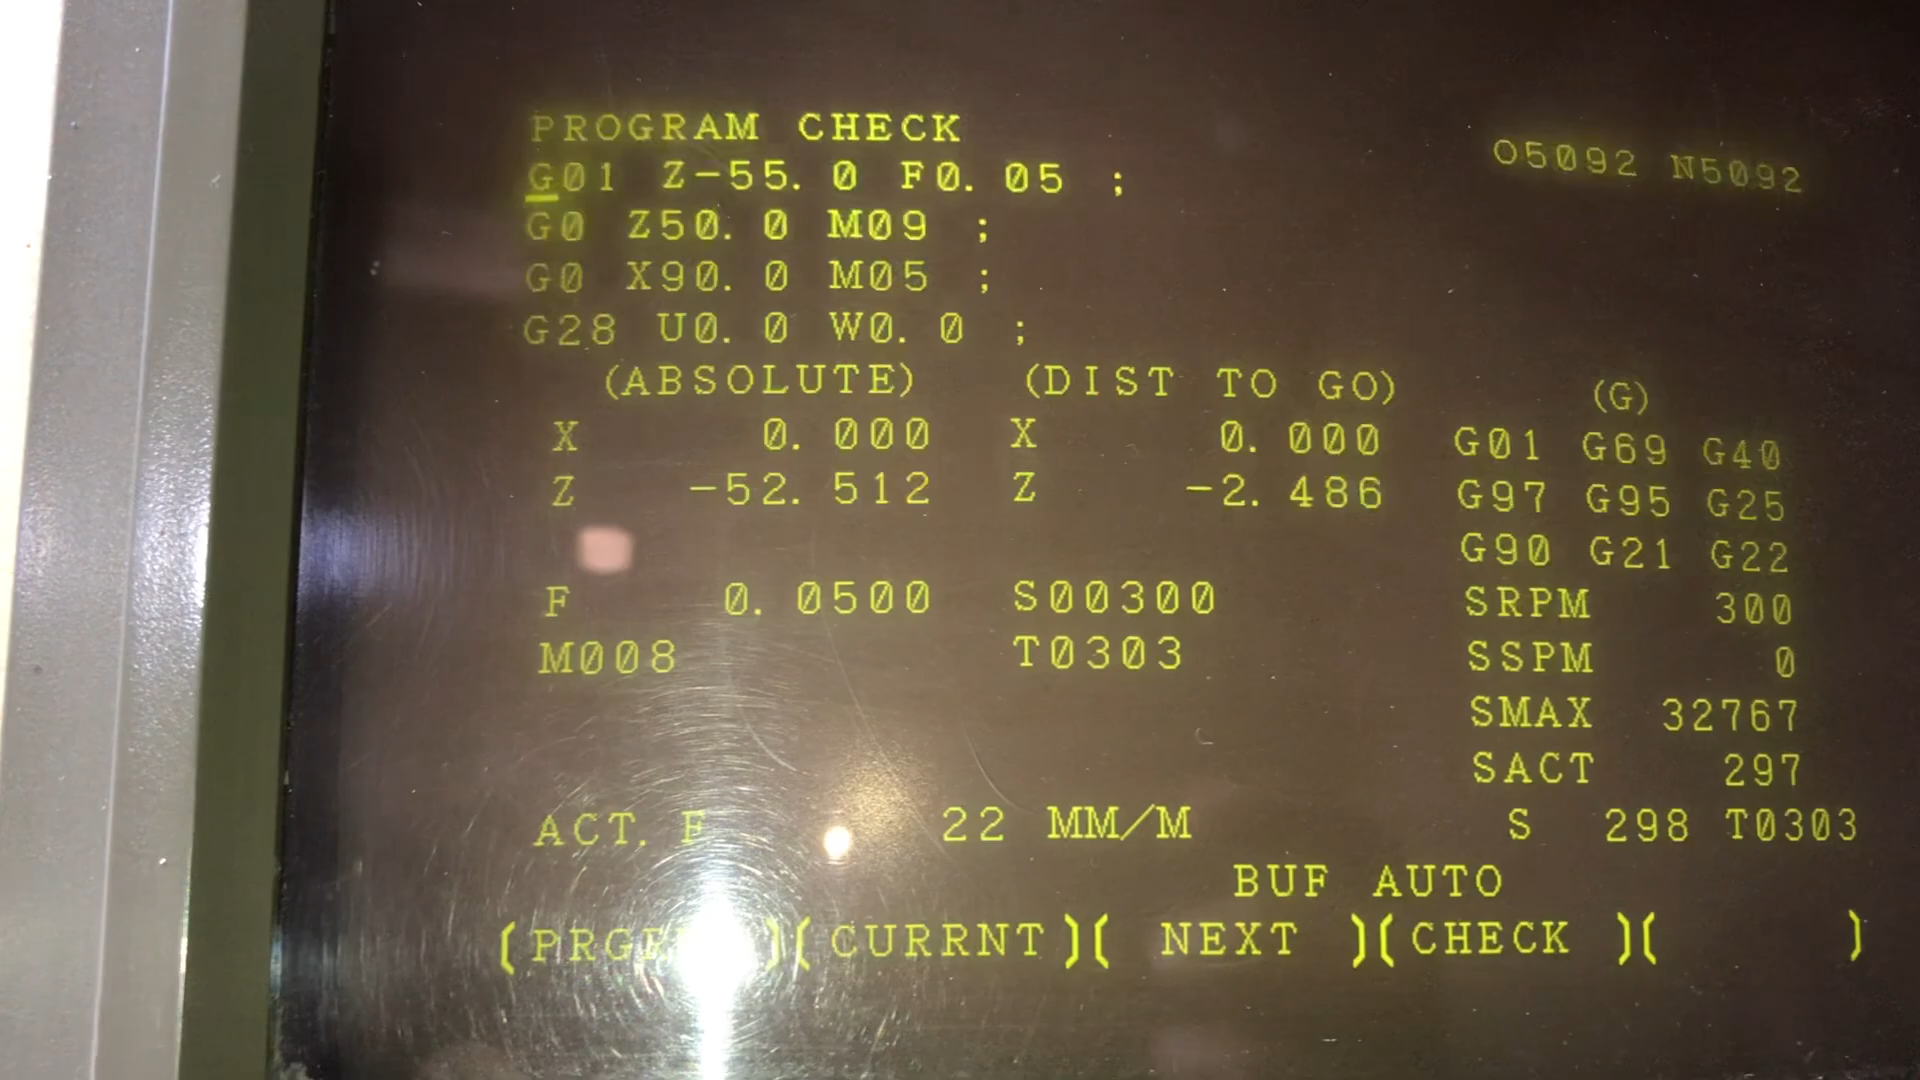 PROGRAM CHECK
O5092 N5092
G01 Z-55.0 F0.05 ;
G0 Z50.0 M09 ;
G0 X90.0 M05 ;
G28 U0.0 W0.0 ;
(ABSOLUTE) (DIST TO GO) (G)
X 0.000 X 0.000 G01 G69 G40
Z -52.512 Z -2.486 G97 G95 G25
G90 G21 G22
F 0.0500 S00300 SRPM 300
M008 T0303 SSPM 0
SMAX 32767
SACT 297
ACT. F 22 MM/M S 298 T0303
BUF AUTO
( )( CURRNT )( NEXT )( CHECK )( )